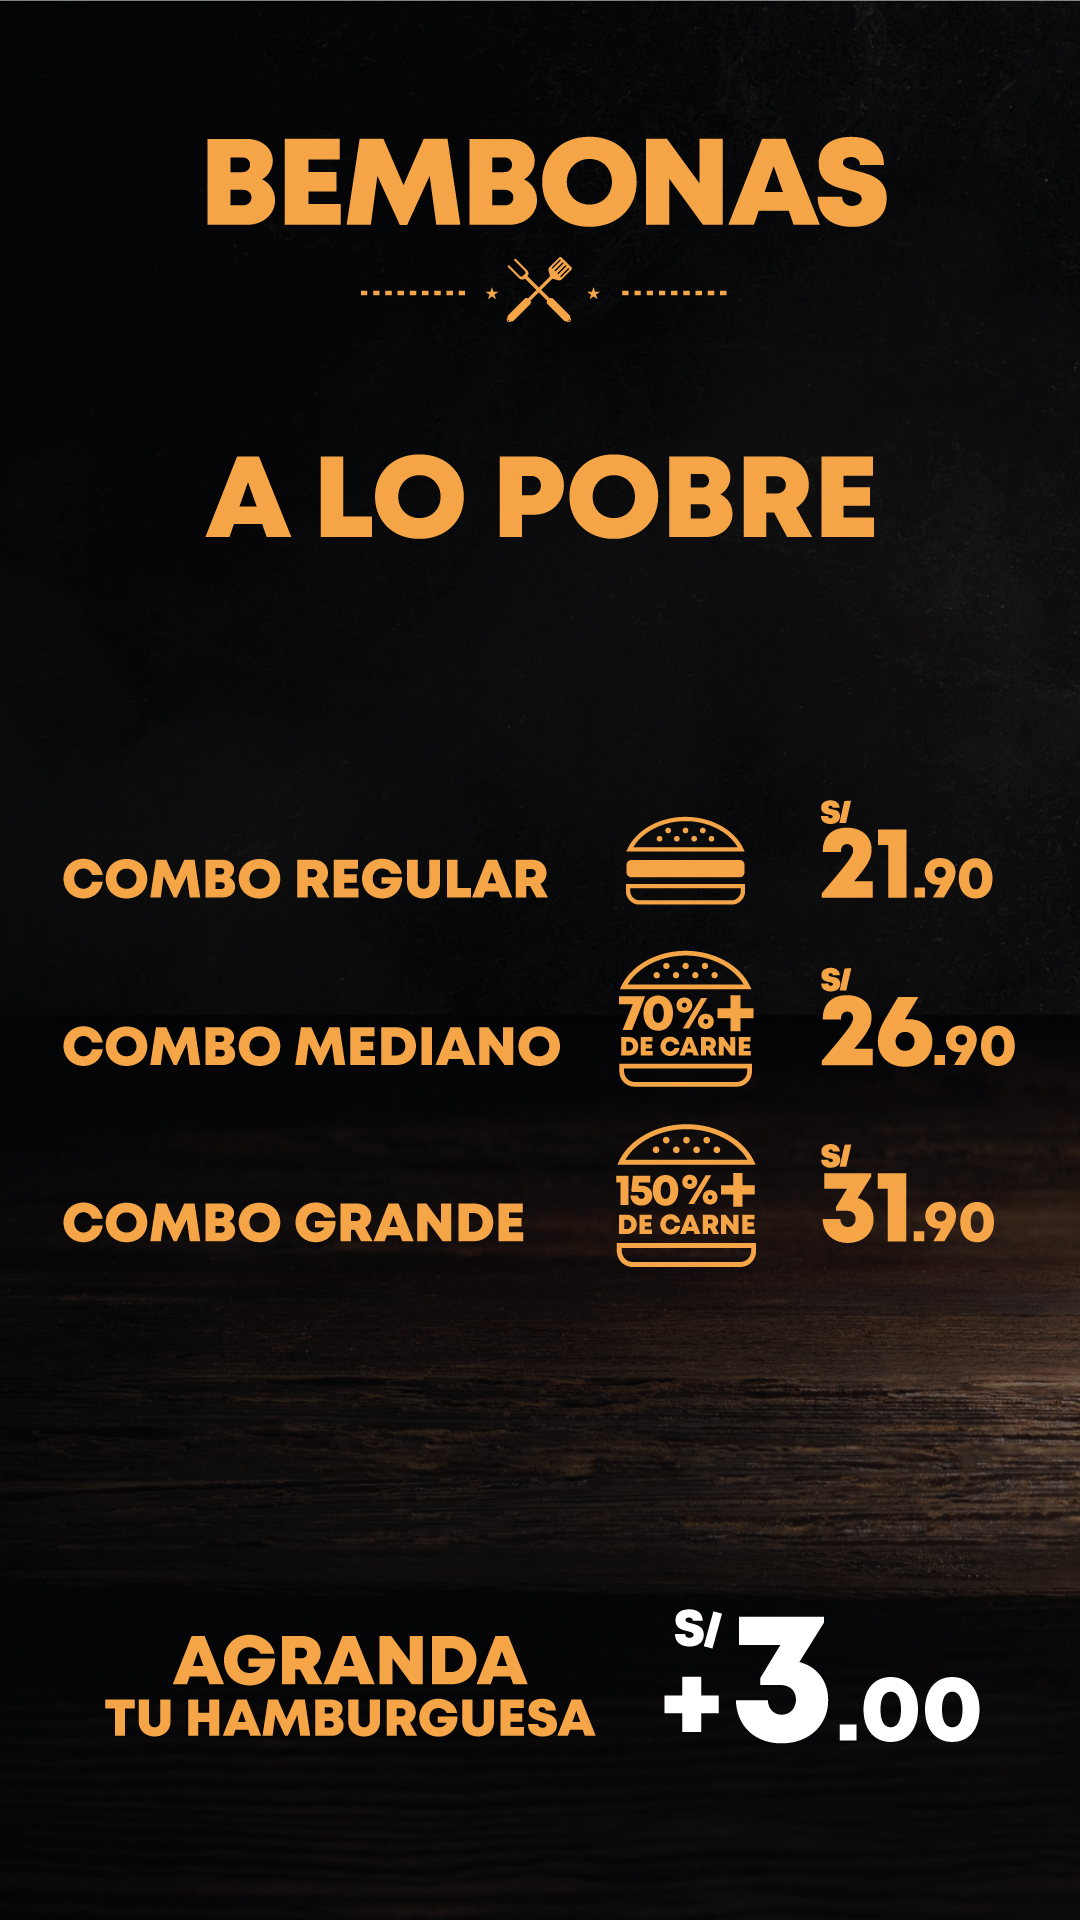 BEMBONAS
A LO POBRE
COMBO REGULAR
S/
21.90
COMBO MEDIANO
70%+
DE CARNE
S/
26.90
COMBO GRANDE
150%+
DE CARNE
S/
31.90
AGRANDA
TU HAMBURGUESA
S/
+3.00